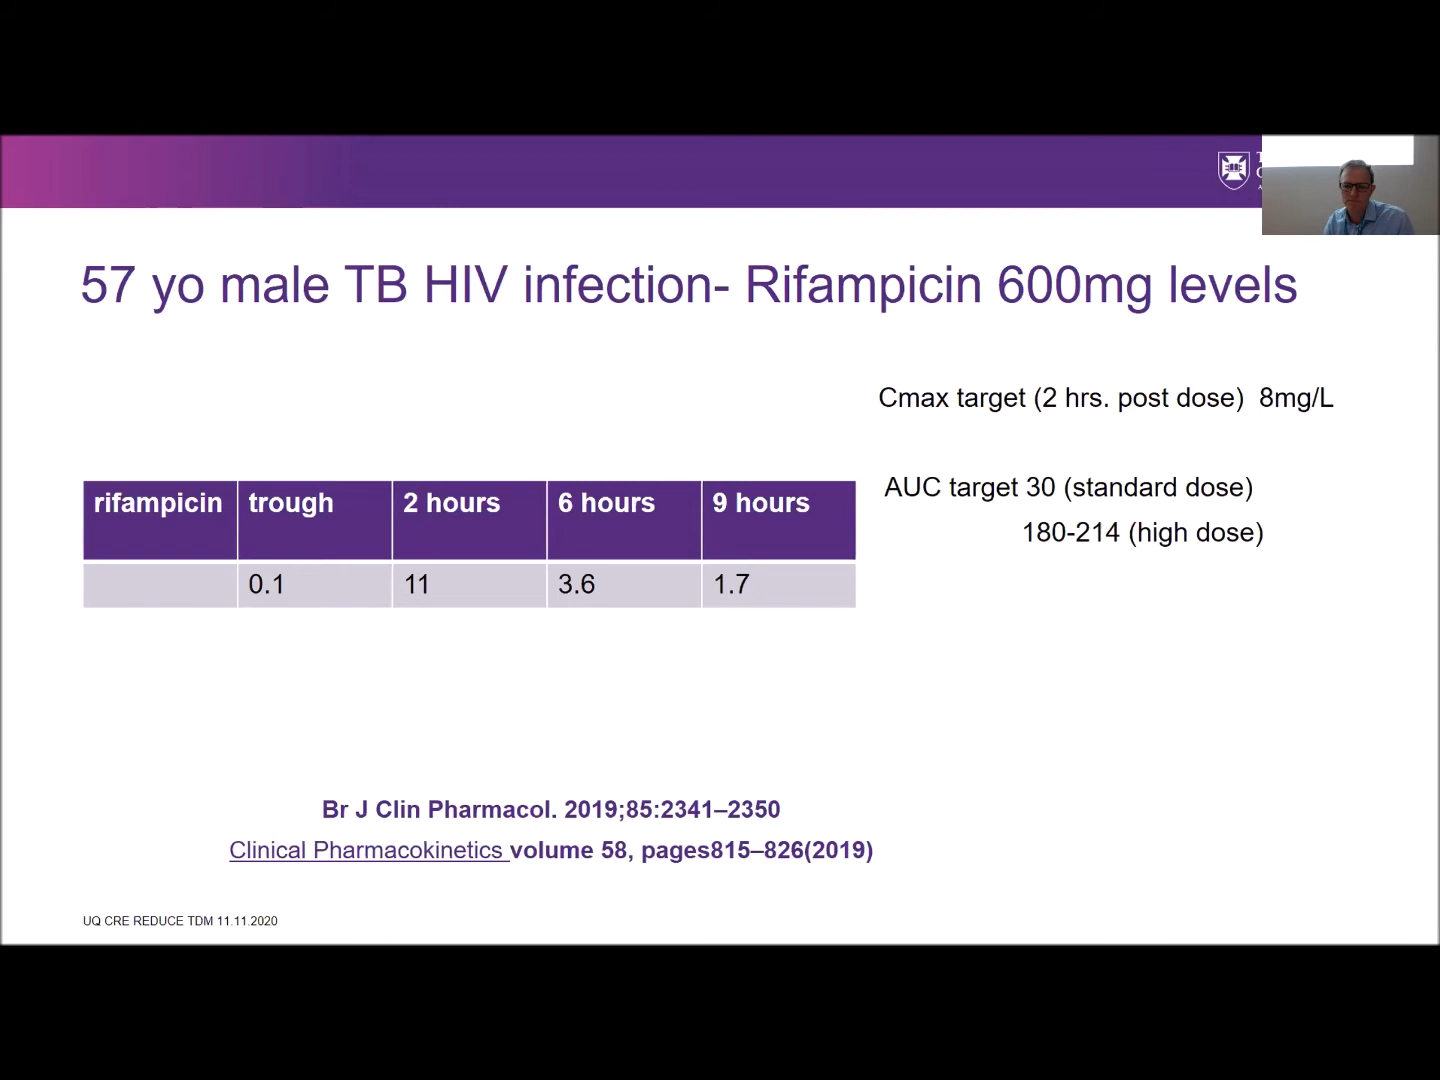 57 yo male TB HIV infection- Rifampicin 600mg levels
Cmax target (2 hrs. post dose)  8mg/L
AUC target 30 (standard dose)
180-214 (high dose)
rifampicin trough 2 hours 6 hours 9 hours
0.1 11 3.6 1.7
Br J Clin Pharmacol. 2019;85:2341–2350
Clinical Pharmacokinetics volume 58, pages815–826(2019)
UQ CRE REDUCE TDM 11.11.2020